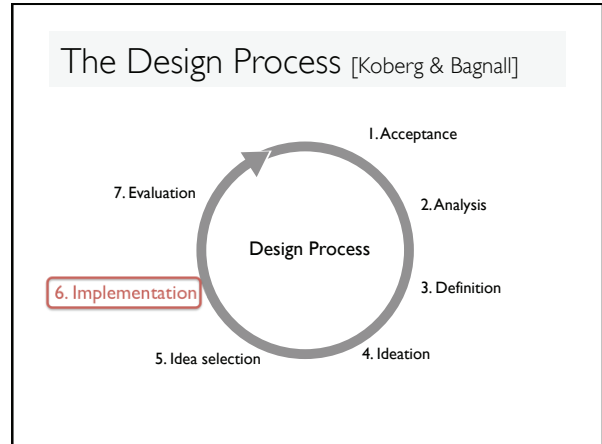 The Design Process [Koberg & Bagnall]
1. Acceptance
2. Analysis
3. Definition
4. Ideation
5. Idea selection
6. Implementation
7. Evaluation
Design Process